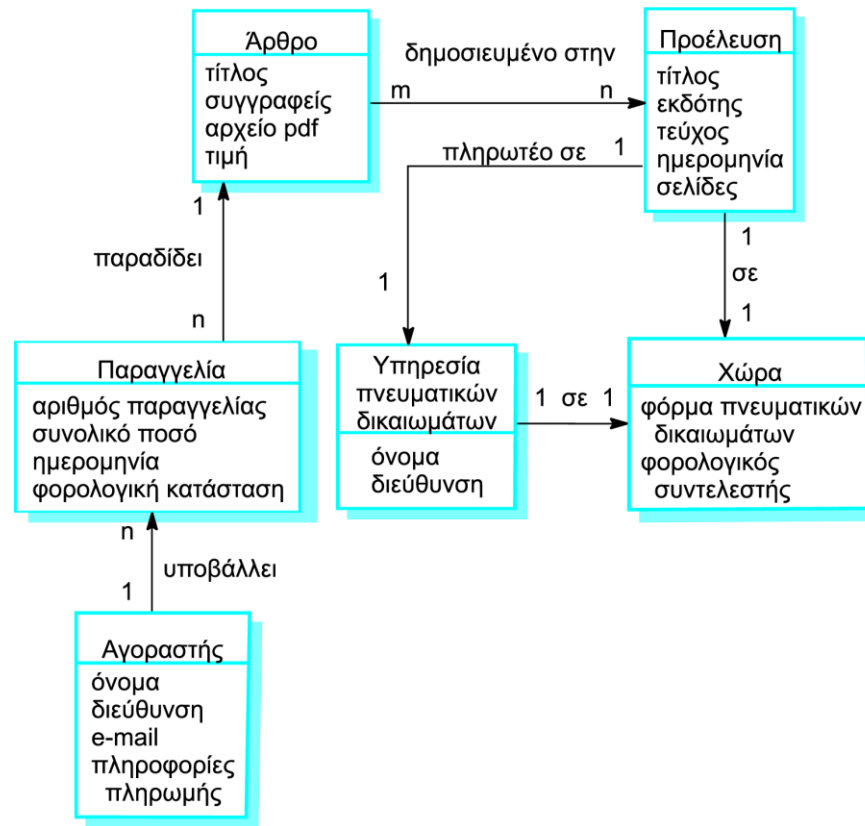 Άρθρο
τίτλος
συγγραφείς
αρχείο pdf
τιμή
δημοσιευμένο στην
m
n
Προέλευση
τίτλος
εκδότης
τεύχος
ημερομηνία
σελίδες
πληρωτέο σε
1
1
παραδίδει
n
1
1
σε
1
Παραγγελία
αριθμός παραγγελίας
συνολικό ποσό
ημερομηνία
φορολογική κατάσταση
Υπηρεσία
πνευματικών
δικαιωμάτων
όνομα
διεύθυνση
1 σε 1
Χώρα
φόρμα πνευματικών
δικαιωμάτων
φορολογικός
συντελεστής
n
υποβάλλει
1
Αγοραστής
όνομα
διεύθυνση
e-mail
πληροφορίες
πληρωμής